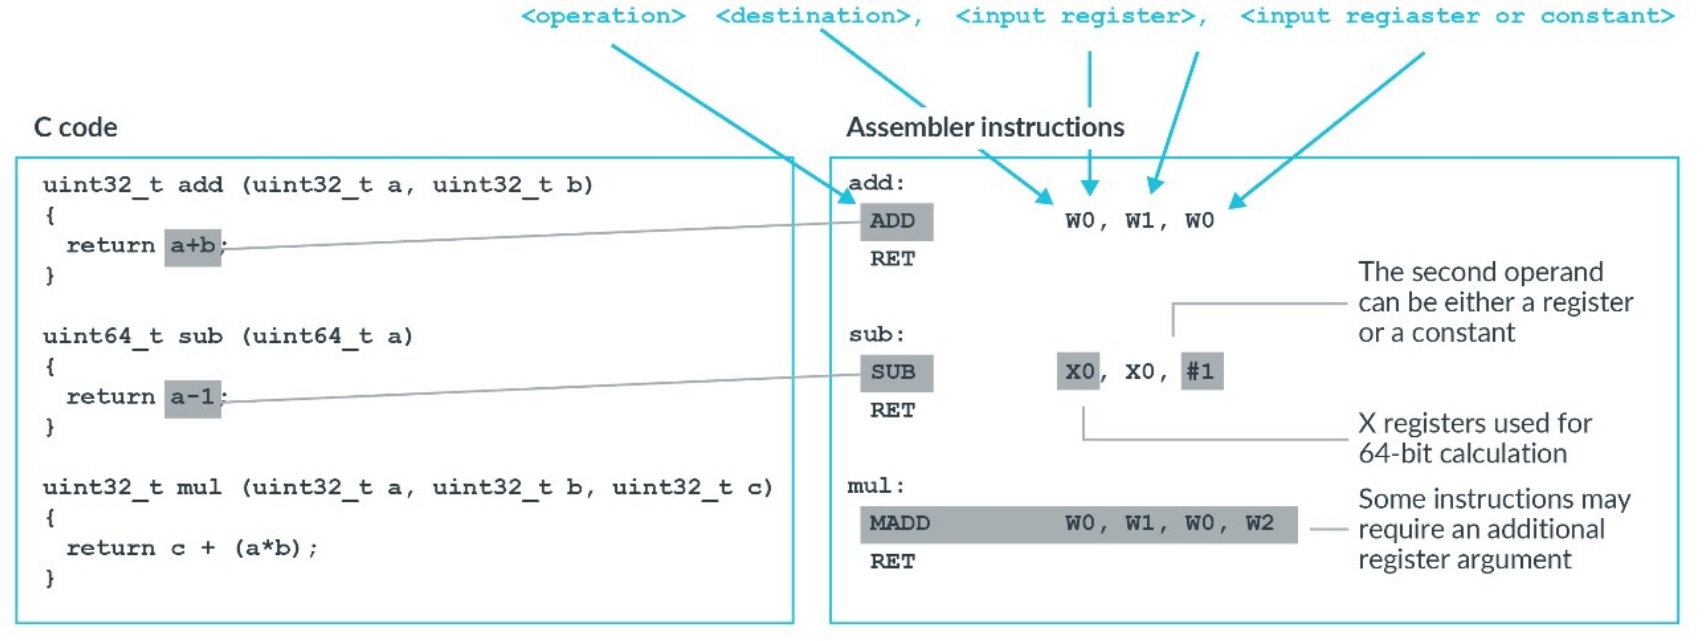 <operation> <destination>, <input register>, <input regiaster or constant>
C code
uint32_t add (uint32_t a, uint32_t b)
{
return a+b;
}
uint64_t sub (uint64_t a)
{
return a-1;
}
uint32_t mul (uint32_t a, uint32_t b, uint32_t c)
{
return c + (a*b);
}
Assembler instructions
add:
ADD W0, W1, W0
RET
The second operand
can be either a register
or a constant
sub:
SUB X0, X0, #1
RET
X registers used for
64-bit calculation
mul:
MADD W0, W1, W0, W2
RET
Some instructions may
require an additional
register argument